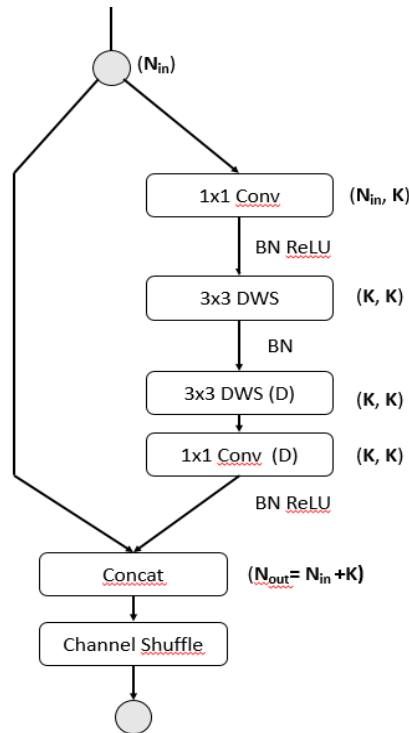 (Nin)
1x1 Conv (Nin, K)
BN ReLU
3x3 DWS (K, K)
BN
3x3 DWS (D) (K, K)
1x1 Conv (D) (K, K)
BN ReLU
Concat (Nout= Nin +K)
Channel Shuffle